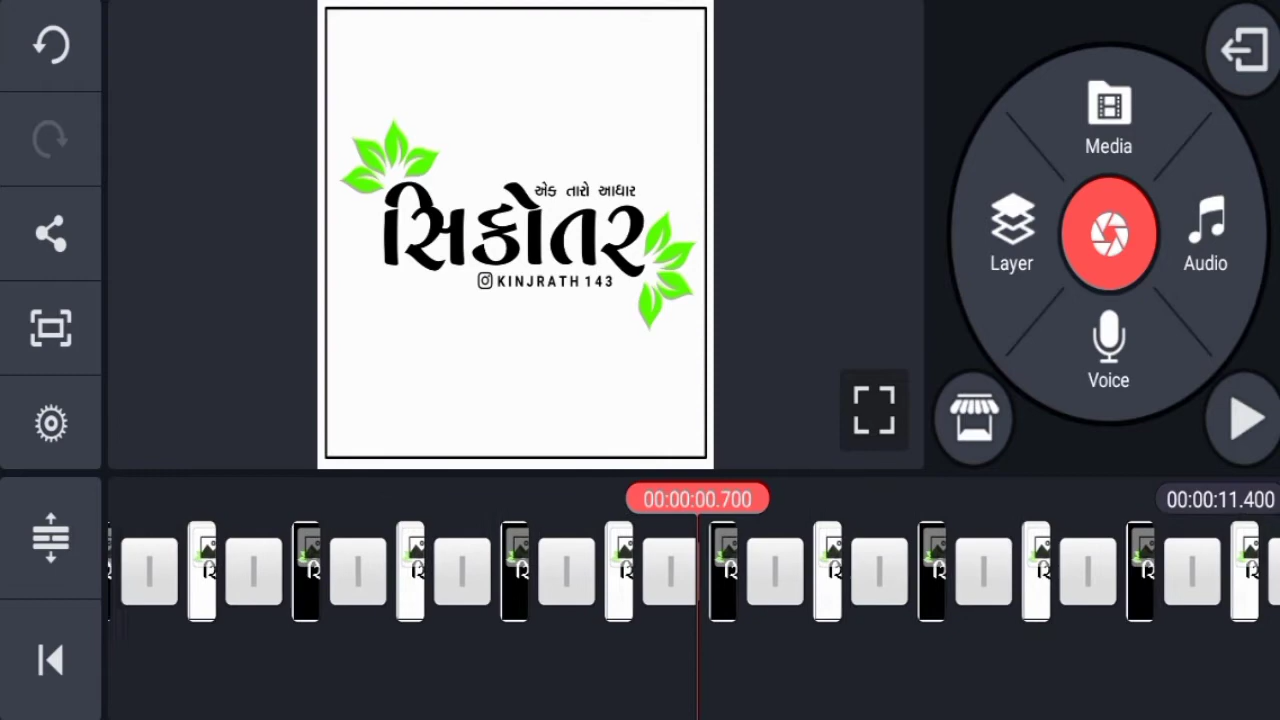 Media
એક તારો આધાર
સિકોતર
KINJRATH 143
Layer
Audio
Voice
00:00:00.700
00:00:11.400